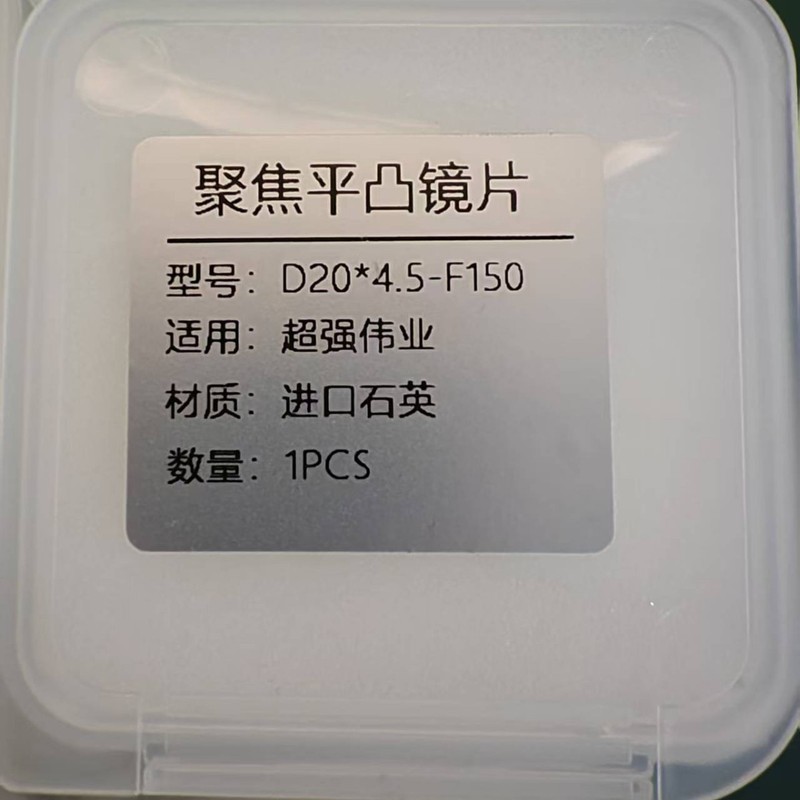 聚焦平凸镜片
型号：D20*4.5-F150
适用：超强伟业
材质：进口石英
数量：1PCS